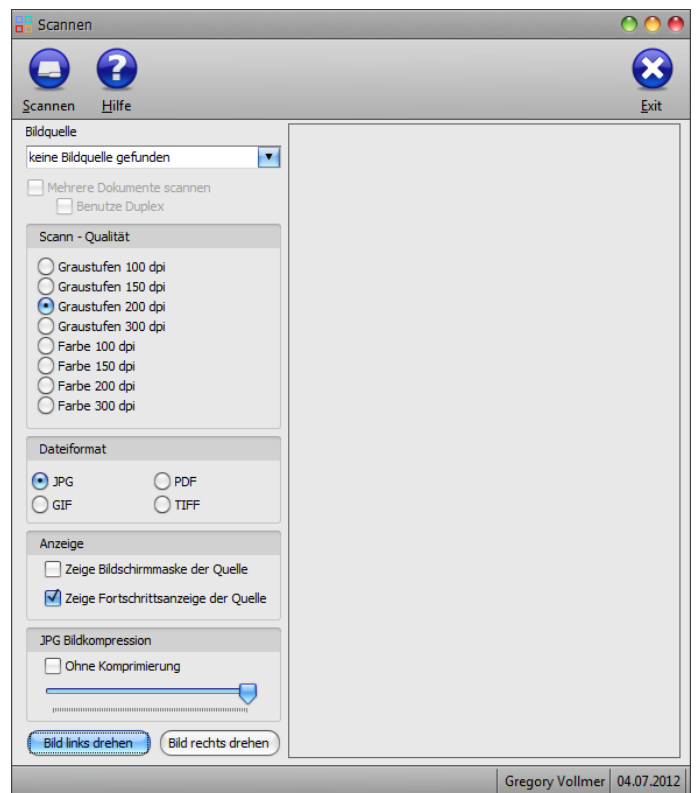 Scannen
Scannen Hilfe Exit
Bildquelle
keine Bildquelle gefunden
Mehrere Dokumente scannen
Benutze Duplex
Scann - Qualität
Graustufen 100 dpi
Graustufen 150 dpi
Graustufen 200 dpi
Graustufen 300 dpi
Farbe 100 dpi
Farbe 150 dpi
Farbe 200 dpi
Farbe 300 dpi
Dateiformat
JPG PDF
GIF TIFF
Anzeige
Zeige Bildschirmmaske der Quelle
Zeige Fortschrittsanzeige der Quelle
JPG Bildkompression
Ohne Komprimierung
Bild links drehen Bild rechts drehen
Gregory Vollmer 04.07.2012